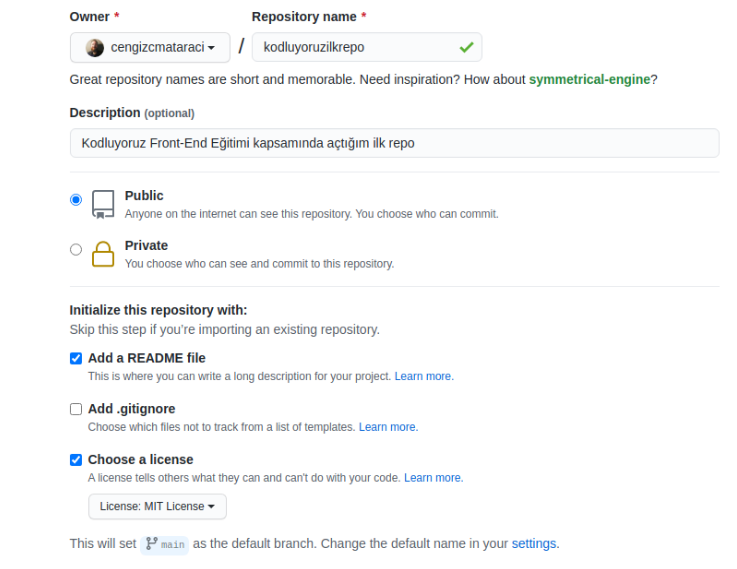 Owner * Repository name *
cengizcmataraci / kodluyoruzilkrepo
Great repository names are short and memorable. Need inspiration? How about symmetrical-engine?
Description (optional)
Kodluyoruz Front-End Eğitimi kapsamında açtığım ilk repo
Public
Anyone on the internet can see this repository. You choose who can commit.
Private
You choose who can see and commit to this repository.
Initialize this repository with:
Skip this step if you're importing an existing repository.
Add a README file
This is where you can write a long description for your project. Learn more.
Add .gitignore
Choose which files not to track from a list of templates. Learn more.
Choose a license
A license tells others what they can and can't do with your code. Learn more.
License: MIT License
This will set main as the default branch. Change the default name in your settings.